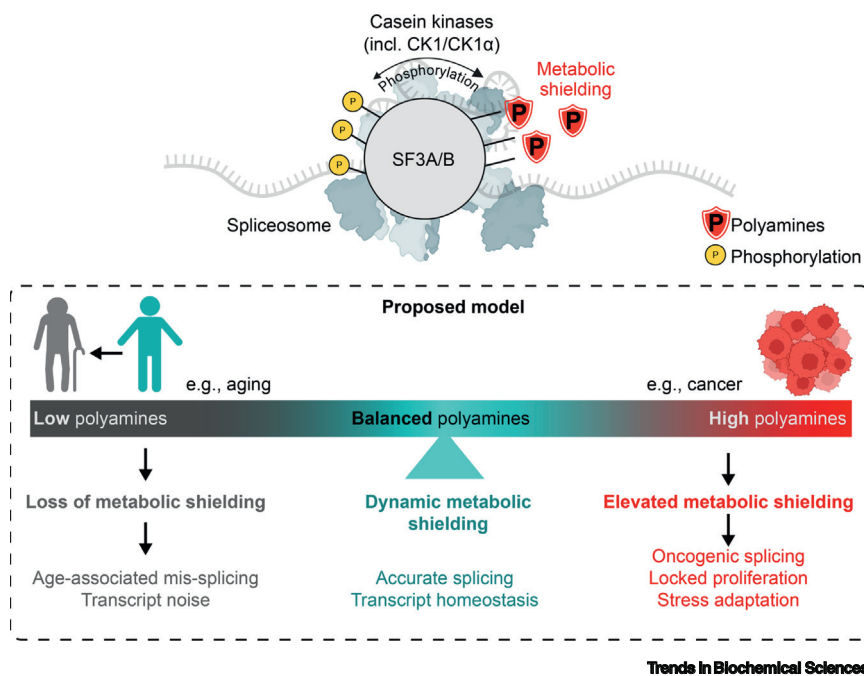 Casein kinases
(incl. CK1/CK1α)
Phosphorylation
Metabolic
shielding
P
P
P
P
P
P
SF3A/B
Spliceosome
P Polyamines
P Phosphorylation
Proposed model
e.g., aging
e.g., cancer
Low polyamines
Balanced polyamines
High polyamines
Loss of metabolic shielding
Dynamic metabolic
shielding
Elevated metabolic shielding
Age-associated mis-splicing
Transcript noise
Accurate splicing
Transcript homeostasis
Oncogenic splicing
Locked proliferation
Stress adaptation
Trends in Biochemical Sciences